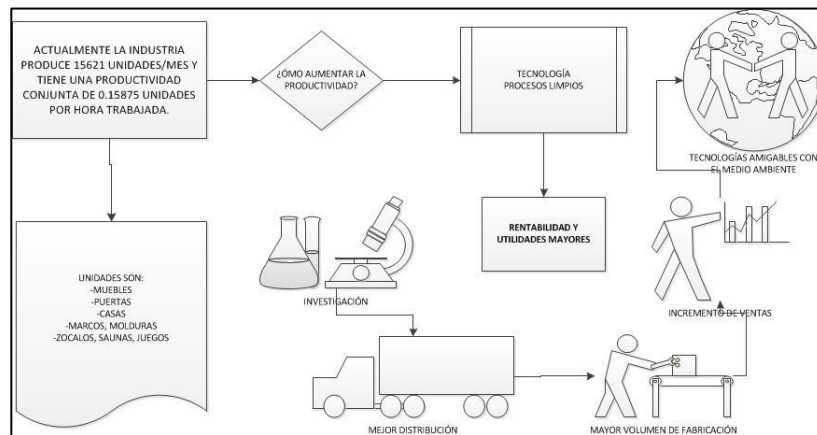 ACTUALMENTE LA INDUSTRIA
PRODUCE 15621 UNIDADES/MES Y
TIENE UNA PRODUCTIVIDAD
CONJUNTA DE 0.15875 UNIDADES
POR HORA TRABAJADA.
¿ÓMO AUMENTAR LA
PRODUCTIVIDAD?
TECNOLOGÍA
PROCESOS LIMPIOS
TECNOLOGÍAS AMIGABLES CON
EL MEDIO AMBIENTE
RENTABILIDAD Y
UTILIDADES MAYORES
UNIDADES SON:
-MUEBLES
-PUERTAS
-CASAS
-MARCOS, MOLDURAS
-ZOCALOS, SAUNAS, JUEGOS
INVESTIGACIÓN
INCREMENTO DE VENTAS
MEJOR DISTRIBUCIÓN
MAYOR VOLUMEN DE FABRICACIÓN